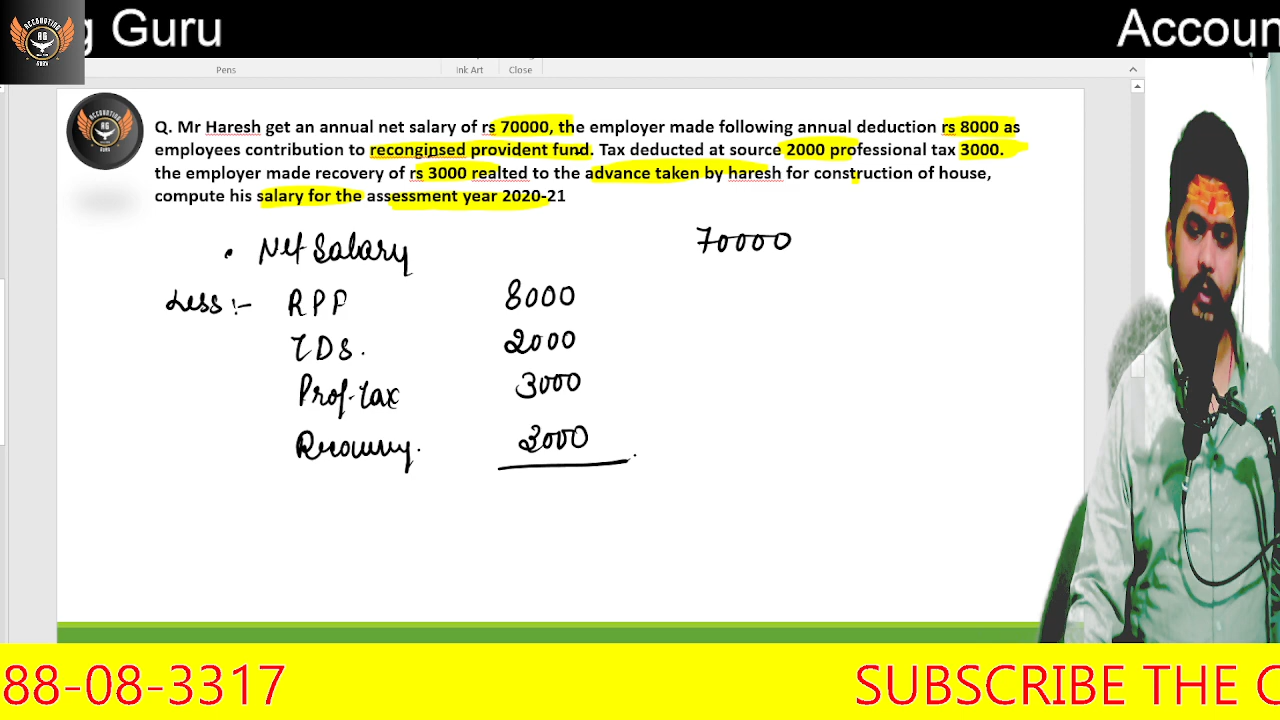 g Guru
Accoun
Pens
Ink Art
Close
Q. Mr Haresh get an annual net salary of rs 70000, the employer made following annual deduction rs 8000 as
employees contribution to recongipsed provident fund. Tax deducted at source 2000 professional tax 3000.
the employer made recovery of rs 3000 realted to the advance taken by haresh for construction of house,
compute his salary for the assessment year 2020-21
Net Salary 70000
Less :- RPF 8000
TDS. 2000
Prof. Tax 3000
Recovery. 3000
88-08-3317
SUBSCRIBE THE C